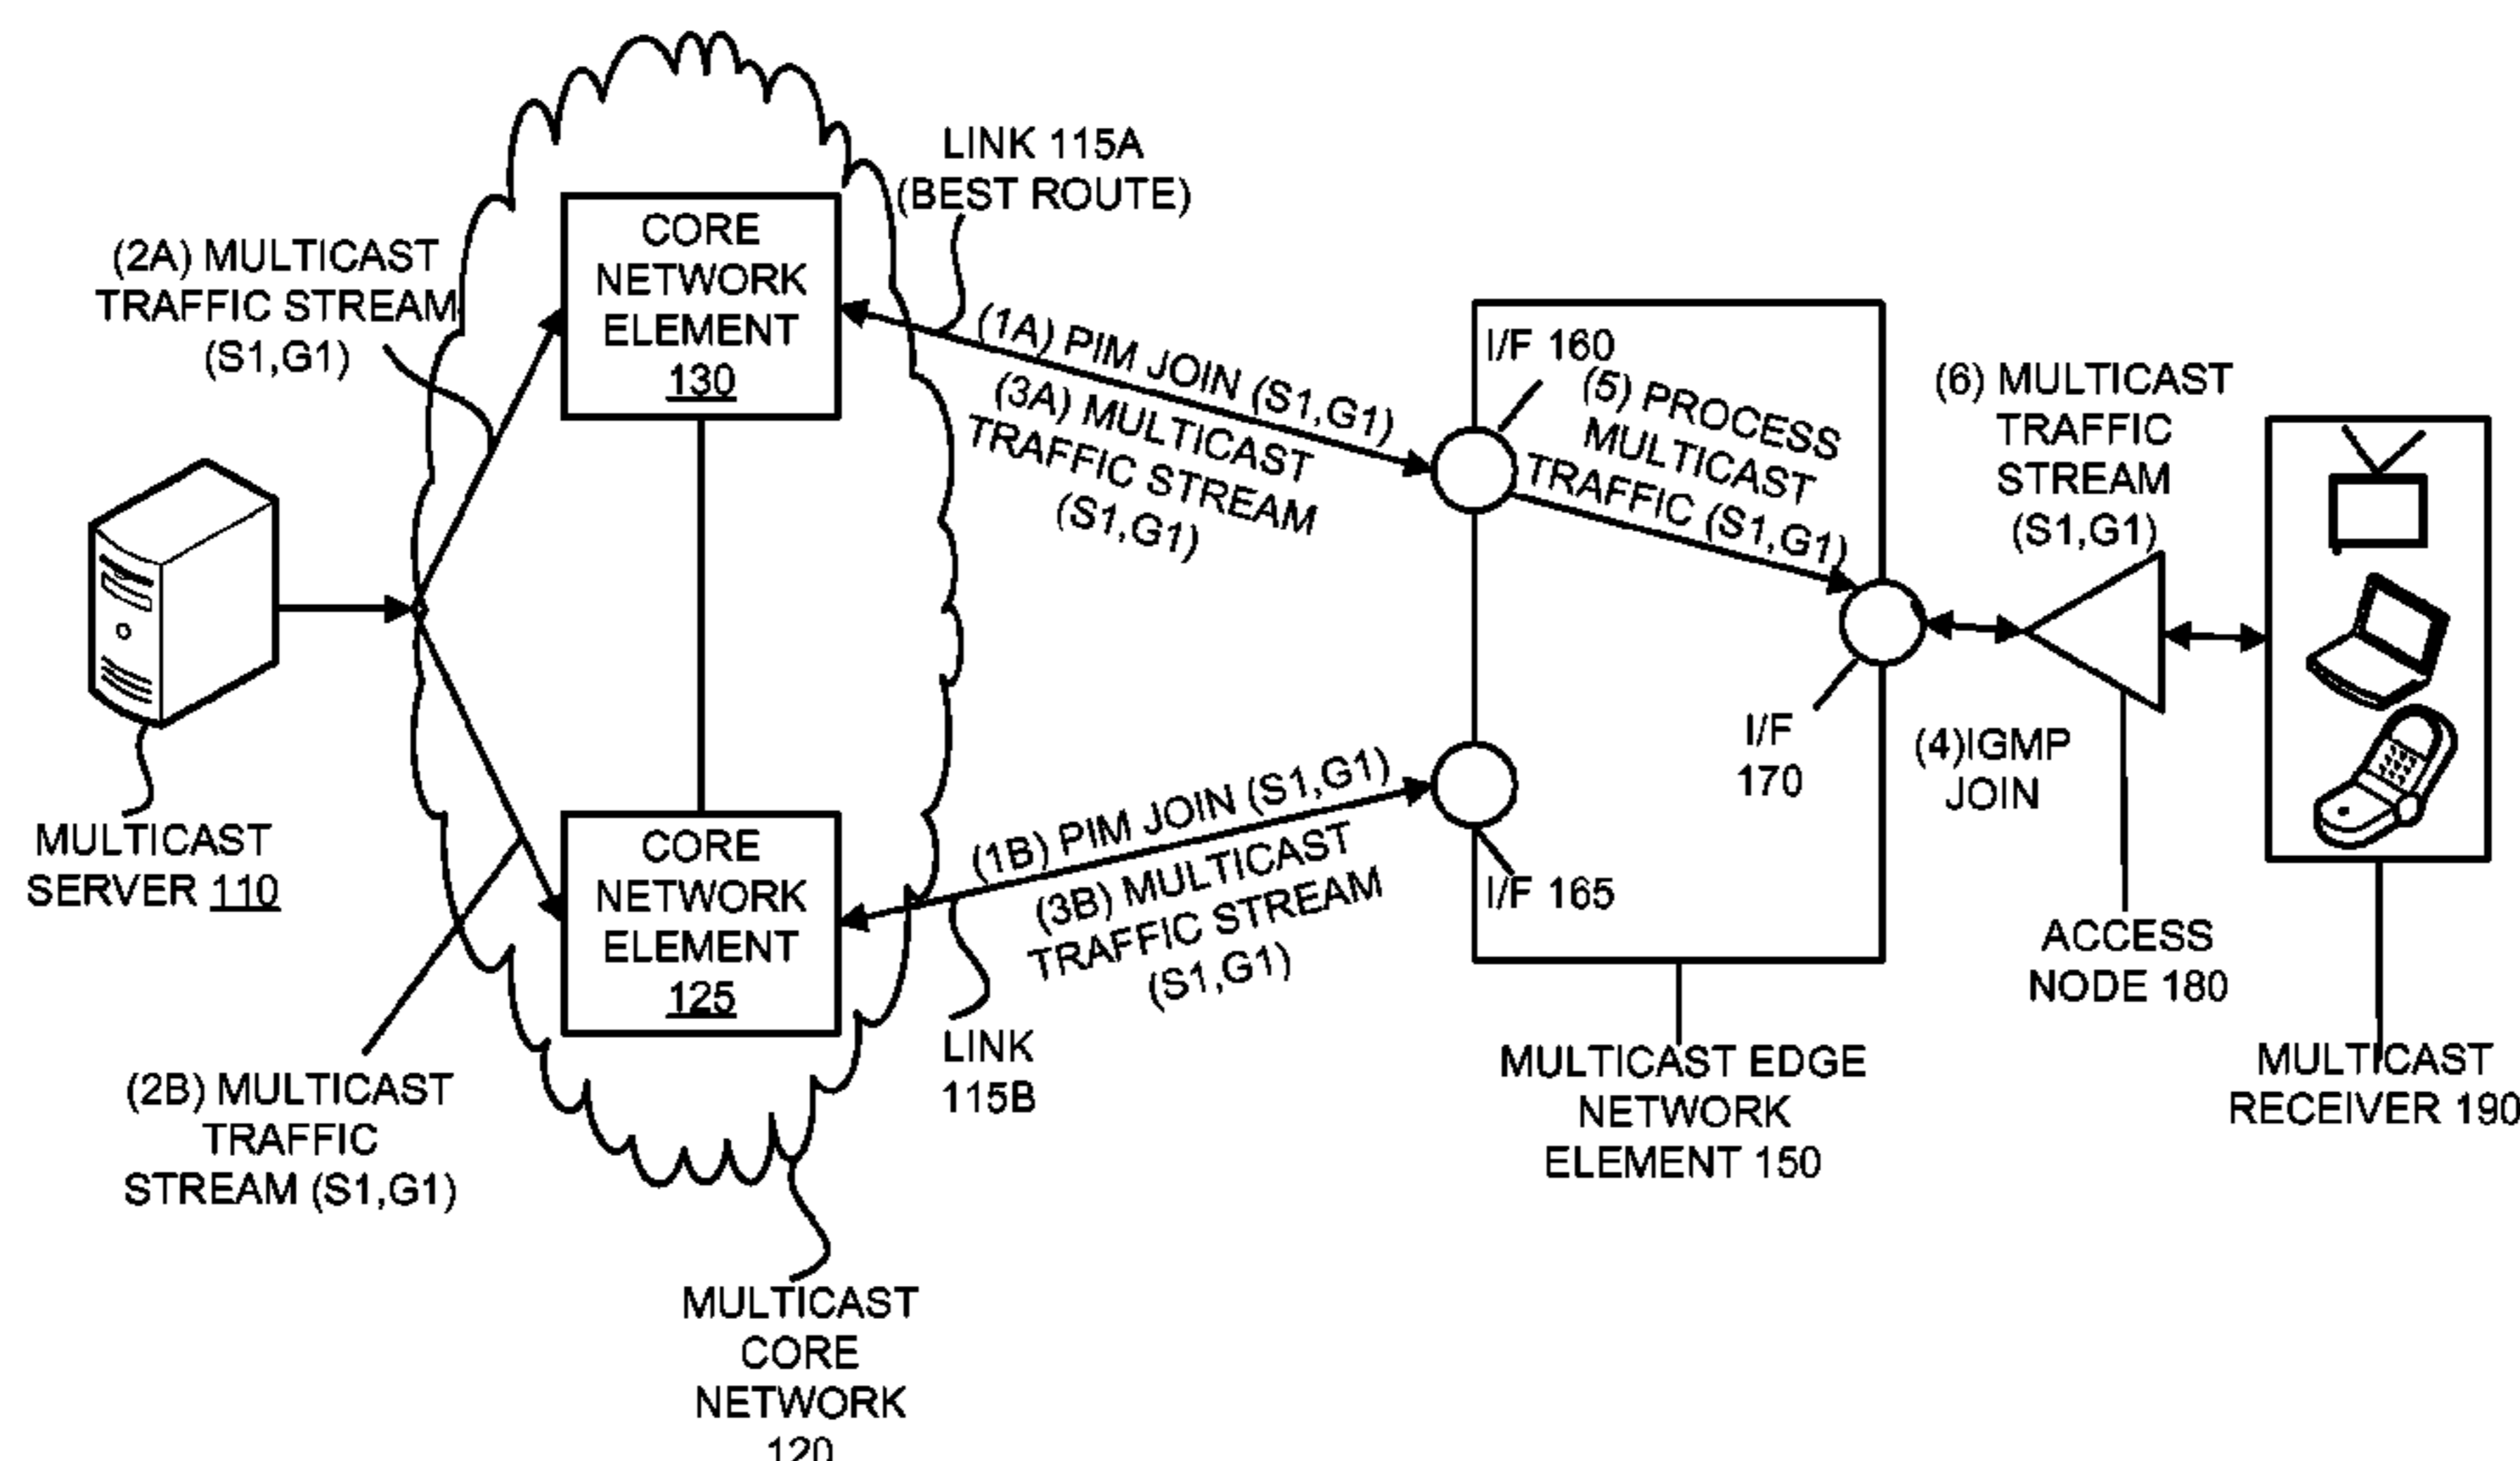 LINK 115A
(BEST ROUTE)
CORE
NETWORK
ELEMENT
130
(2A) MULTICAST
TRAFFIC STREAM
(S1,G1)
(1A) PIM JOIN (S1,G1)
(3A) MULTICAST
TRAFFIC STREAM
(S1,G1)
I/F 160
(5) PROCESS
MULTICAST
TRAFFIC (S1,G1)
(6) MULTICAST
TRAFFIC
STREAM
(S1,G1)
I/F
170
(4)IGMP
JOIN
MULTICAST
SERVER 110
CORE
NETWORK
ELEMENT
125
(1B) PIM JOIN (S1,G1)
(3B) MULTICAST
TRAFFIC STREAM
(S1,G1)
I/F 165
ACCESS
NODE 180
LINK
115B
MULTICAST EDGE
NETWORK
ELEMENT 150
MULTICAST
RECEIVER 190
(2B) MULTICAST
TRAFFIC
STREAM (S1,G1)
MULTICAST
CORE
NETWORK
120